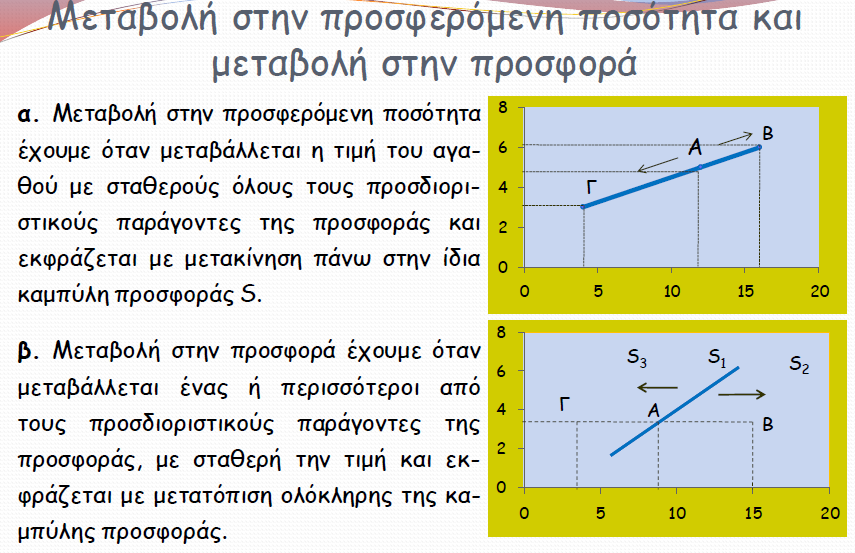 Μεταβολή στην προσφερόμενη ποσότητα και
μεταβολή στην προσφορά
α. Μεταβολή στην προσφερόμενη ποσότητα
έχουμε όταν μεταβάλλεται η τιμή του αγα-
θού με σταθερούς όλους τους προσδιορι-
στικούς παράγοντες της προσφοράς και
εκφράζεται με μετακίνηση πάνω στην ίδια
καμπύλη προσφοράς S.
8
6
4
2
0
0 5 10 15 20
Α
Β
Γ
β. Μεταβολή στην προσφορά έχουμε όταν
μεταβάλλεται ένας ή περισσότεροι από
τους προσδιοριστικούς παράγοντες της
προσφοράς, με σταθερή την τιμή και εκ-
φράζεται με μετατόπιση ολόκληρης της κα-
μπύλης προσφοράς.
8
6
4
2
0
0 5 10 15 20
S3 S1 S2
Γ
Α
Β